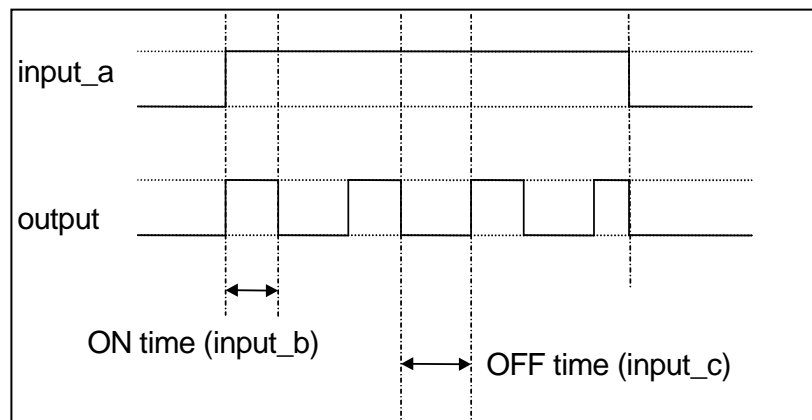 input_a
output
ON time (input_b)
OFF time (input_c)